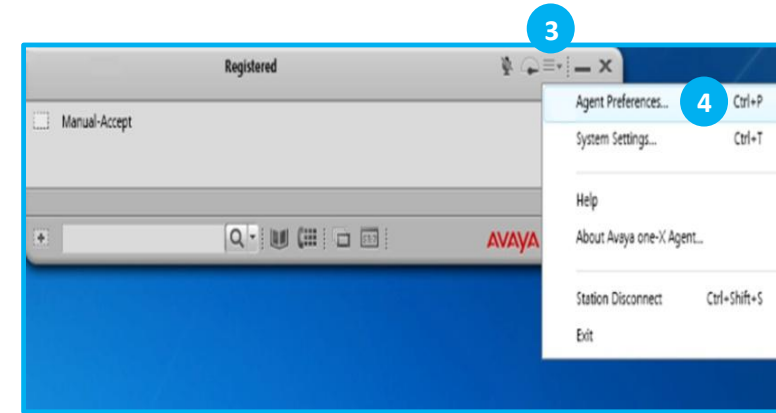 3
Registered
Manual-Accept
AVAYA
Agent Preferences... 4 Ctrl+P
System Settings... Ctrl+T
Help
About Avaya one-X Agent...
Station Disconnect Ctrl+Shift+S
Exit